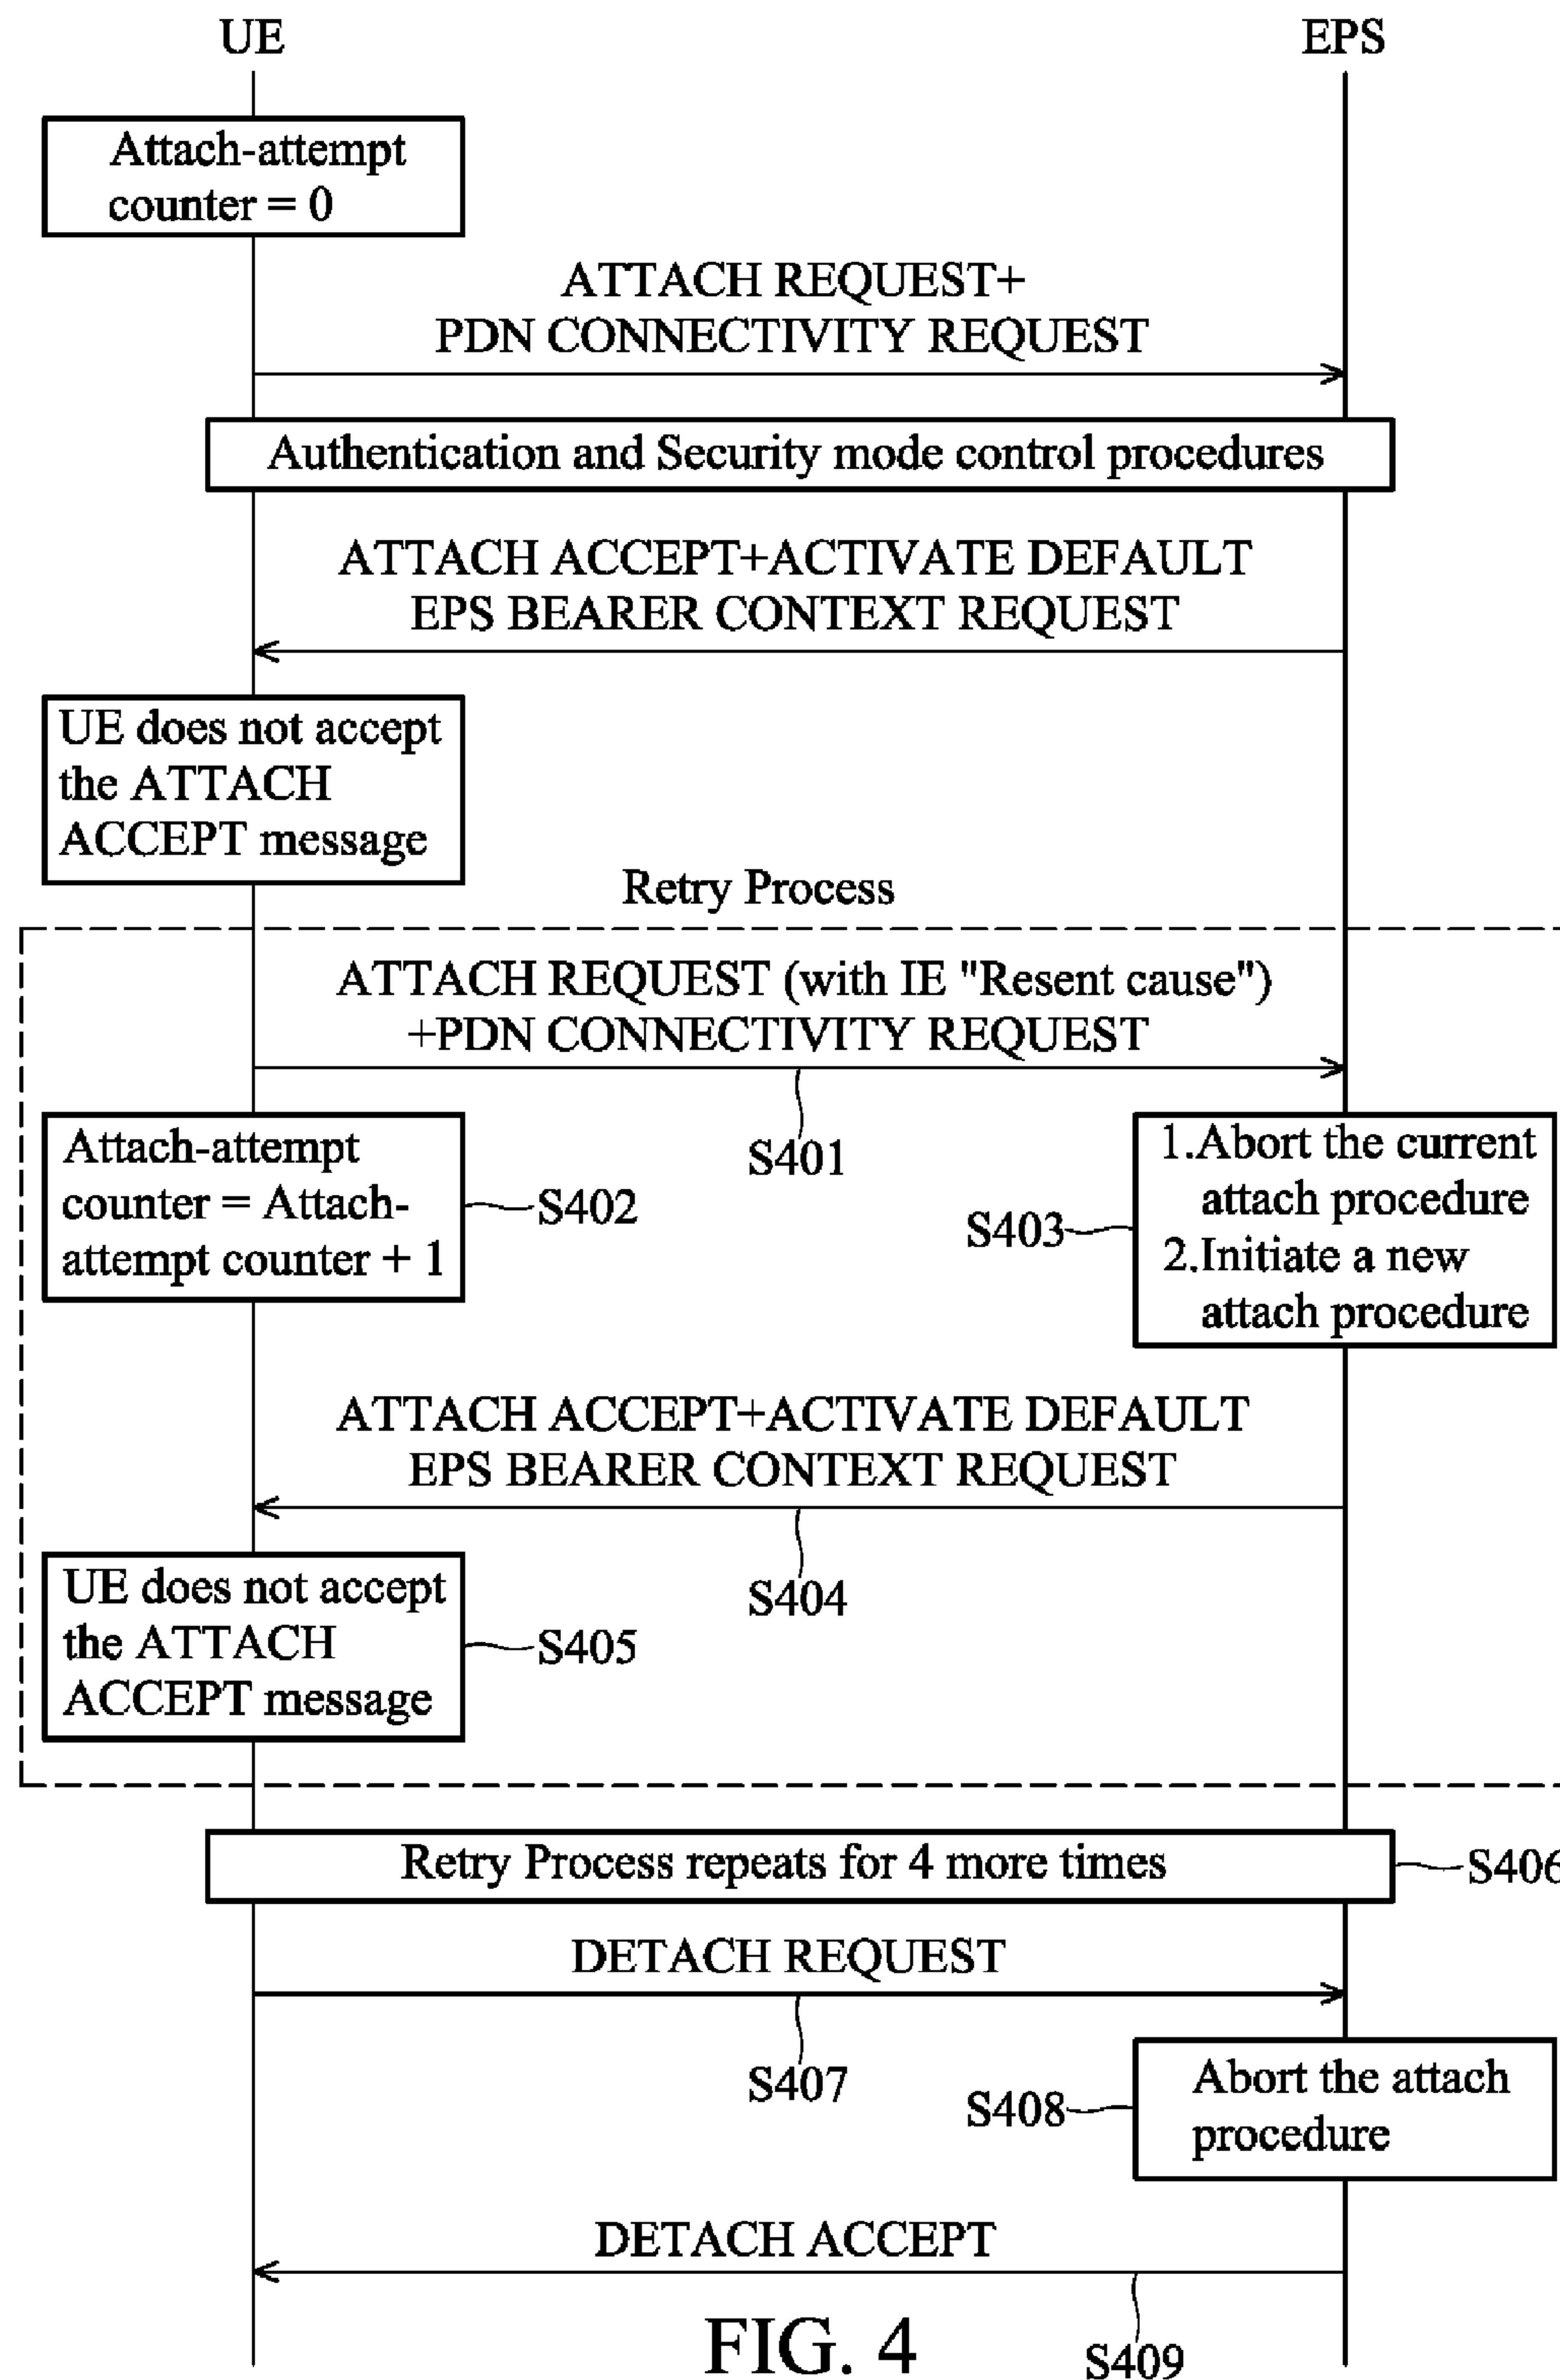 UE
EPS
Attach-attempt
counter = 0
ATTACH REQUEST+
PDN CONNECTIVITY REQUEST
Authentication and Security mode control procedures
ATTACH ACCEPT+ACTIVATE DEFAULT
EPS BEARER CONTEXT REQUEST
UE does not accept
the ATTACH
ACCEPT message
Retry Process
ATTACH REQUEST (with IE "Resent cause")
+PDN CONNECTIVITY REQUEST
S401
Attach-attempt
counter = Attach-
attempt counter + 1
S402
S403
1.Abort the current
attach procedure
2.Initiate a new
attach procedure
ATTACH ACCEPT+ACTIVATE DEFAULT
EPS BEARER CONTEXT REQUEST
S404
UE does not accept
the ATTACH
ACCEPT message
S405
Retry Process repeats for 4 more times
S406
DETACH REQUEST
S407
S408
Abort the attach
procedure
DETACH ACCEPT
S409
FIG. 4